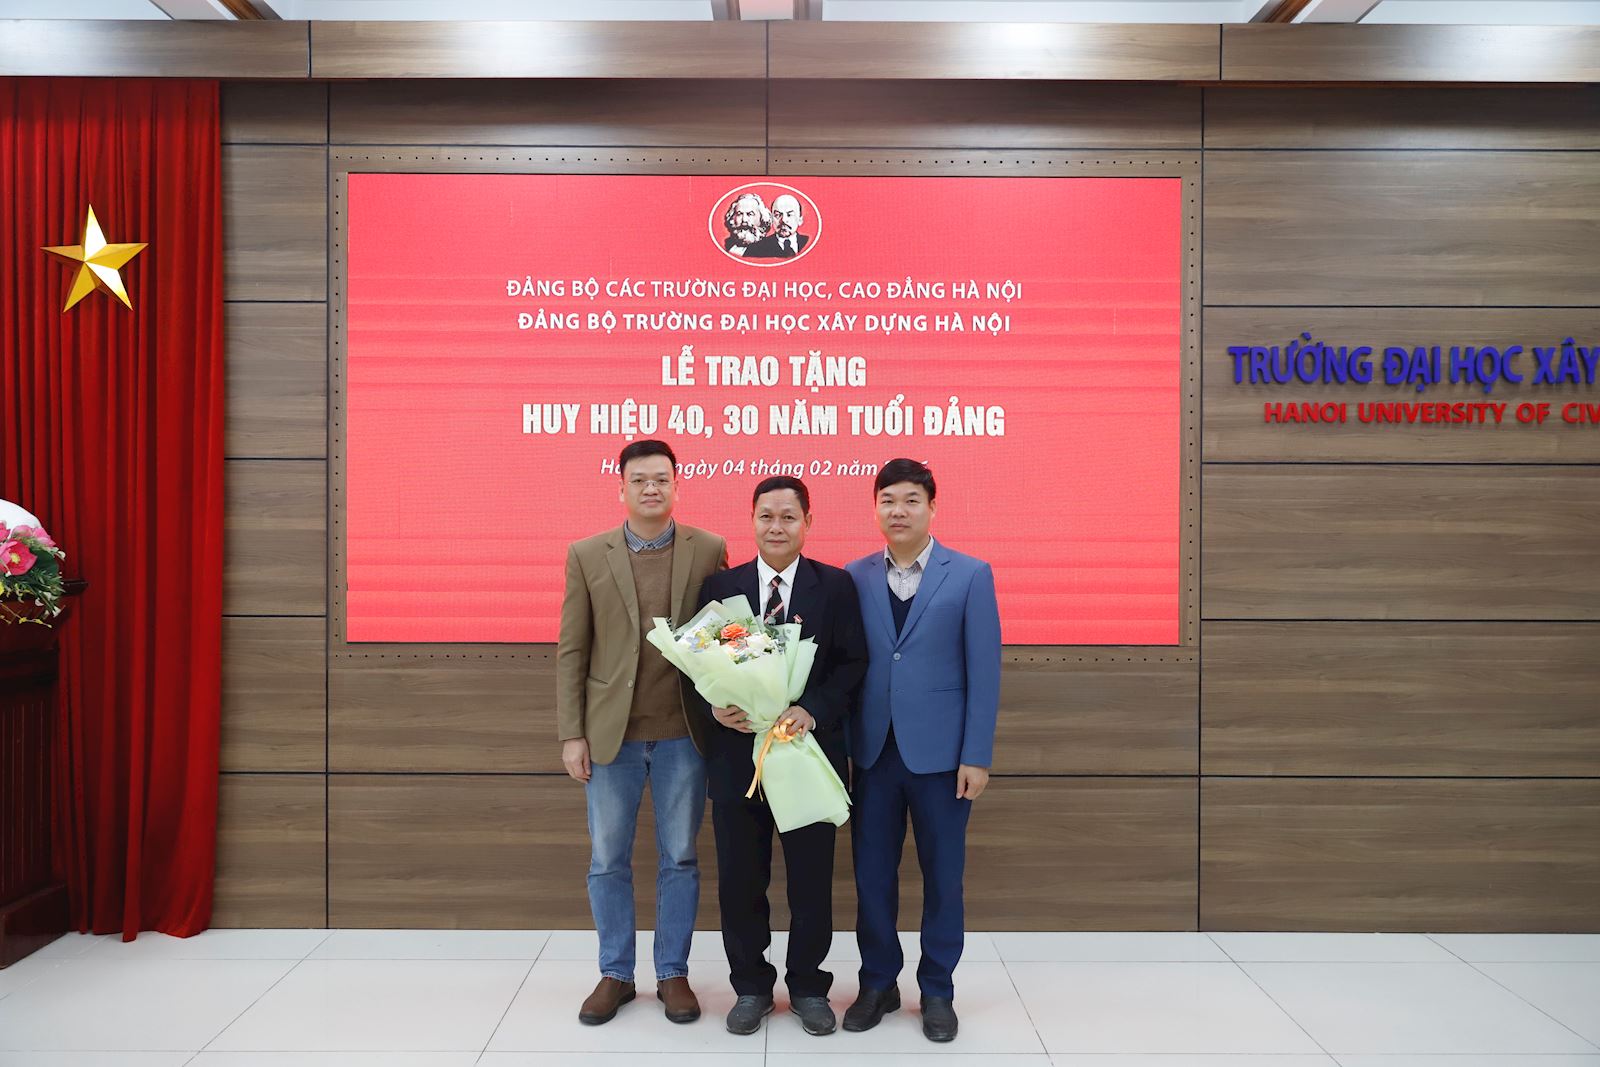 ĐẢNG BỘ CÁC TRƯỜNG ĐẠI HỌC, CAO ĐẲNG HÀ NỘI
ĐẢNG BỘ TRƯỜNG ĐẠI HỌC XÂY DỰNG HÀ NỘI
LỄ TRAO TẶNG
HUY HIỆU 40, 30 NĂM TUỔI ĐẢNG
ngày 04 tháng 02 năm
TRƯỜNG ĐẠI HỌC XÂY
HANOI UNIVERSITY OF